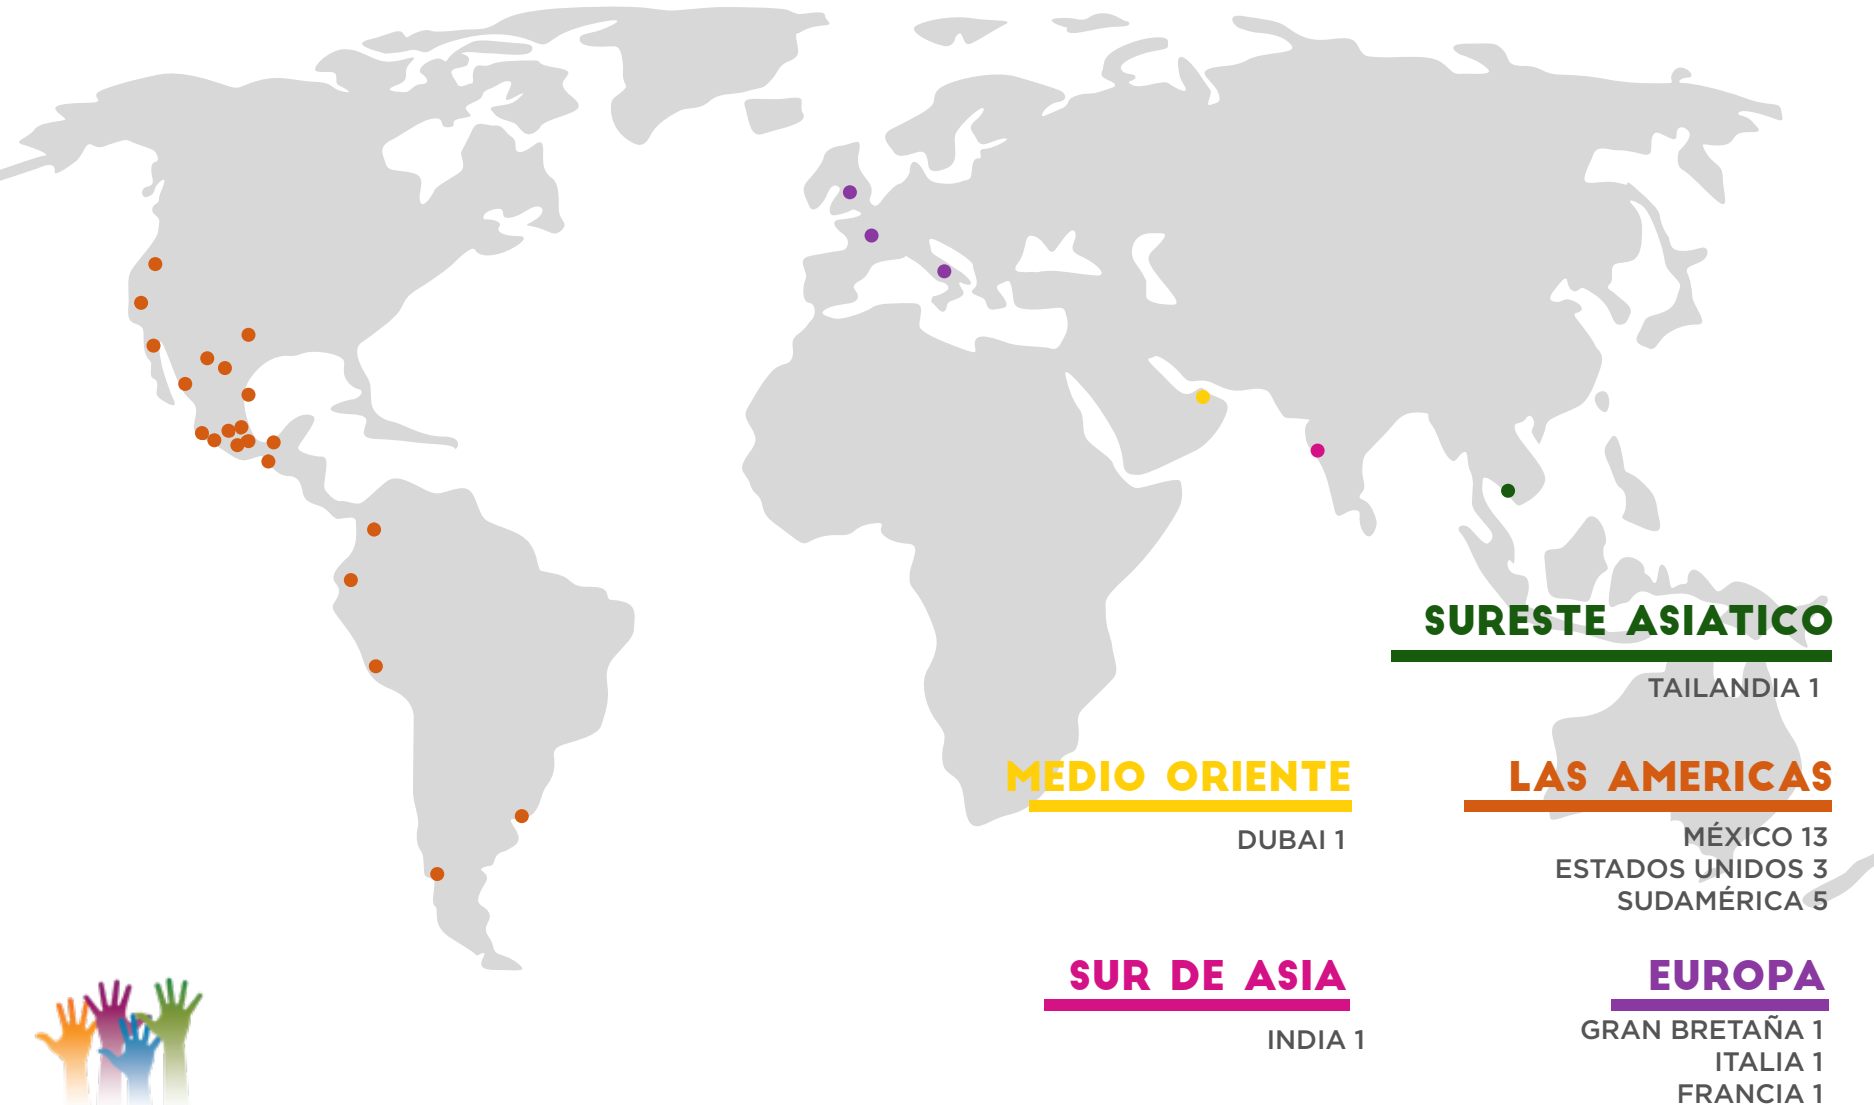 SURESTE ASIATICO
TAILANDIA 1
MEDIO ORIENTE
DUBAI 1
LAS AMERICAS
MÉXICO 13
ESTADOS UNIDOS 3
SUDAMÉRICA 5
SUR DE ASIA
INDIA 1
EUROPA
GRAN BRETAÑA 1
ITALIA 1
FRANCIA 1